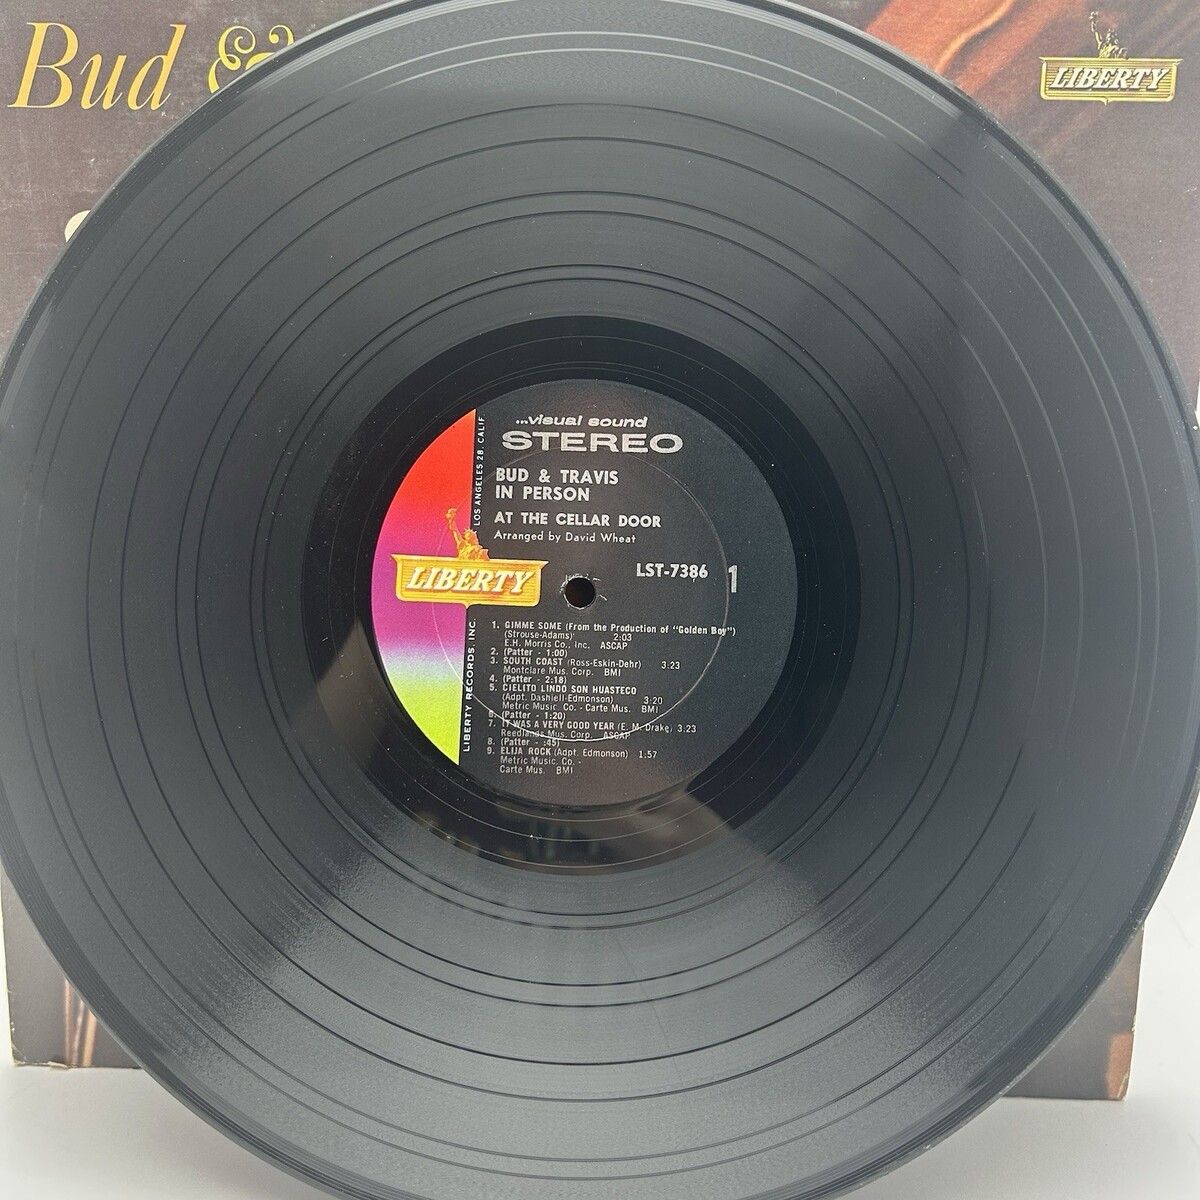 Bud &
LIBERTY
...visual sound
STEREO
BUD & TRAVIS
IN PERSON
AT THE CELLAR DOOR
Arranged by David Wheat
LIBERTY
LST-7386 1
LIBERTY RECORDS, INC.
LOS ANGELES 28, CALIF
1. GIMME SOME (From the Production of "Golden Boy")
(Strouse-Adams) 2:03
E.H. Morris Co., Inc. ASCAP
2. (Patter - 1:00)
3. SOUTH COAST (Ross-Eskin-Dehr) 3:23
Montclare Mus. Corp. BMI
4. (Patter - 2:18)
5. CIELITO LINDO SON HUASTECO
(Adpt. Dashiell-Edmonson) 3:20
Metric Music. Co. - Carte Mus. BMI
6. (Patter - 1:20)
7. IT WAS A VERY GOOD YEAR (E. M. Drake) 3:23
Reedlands Mus. Corp. ASCAP
8. (Patter - :45)
9. ELIJA ROCK (Adpt. Edmonson) 1:57
Metric Music. Co. -
Carte Mus. BMI